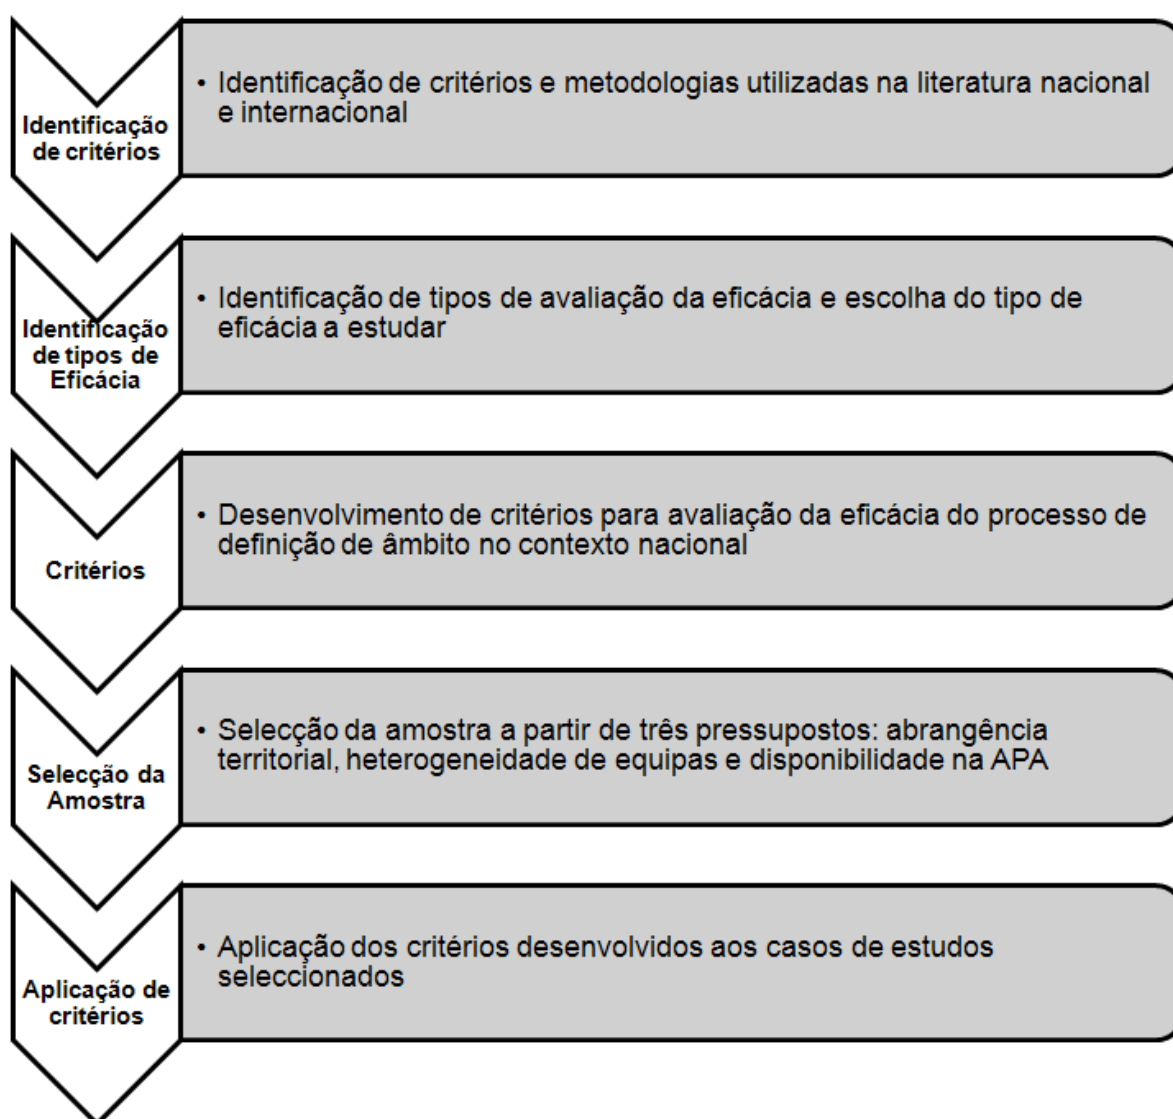 Identificação
de critérios
• Identificação de critérios e metodologias utilizadas na literatura nacional
e internacional
Identificação
de tipos de
Eficácia
• Identificação de tipos de avaliação da eficácia e escolha do tipo de
eficácia a estudar
Critérios
• Desenvolvimento de critérios para avaliação da eficácia do processo de
definição de âmbito no contexto nacional
Selecção da
Amostra
• Selecção da amostra a partir de três pressupostos: abrangência
territorial, heterogeneidade de equipas e disponibilidade na APA
Aplicação de
critérios
• Aplicação dos critérios desenvolvidos aos casos de estudos
seleccionados